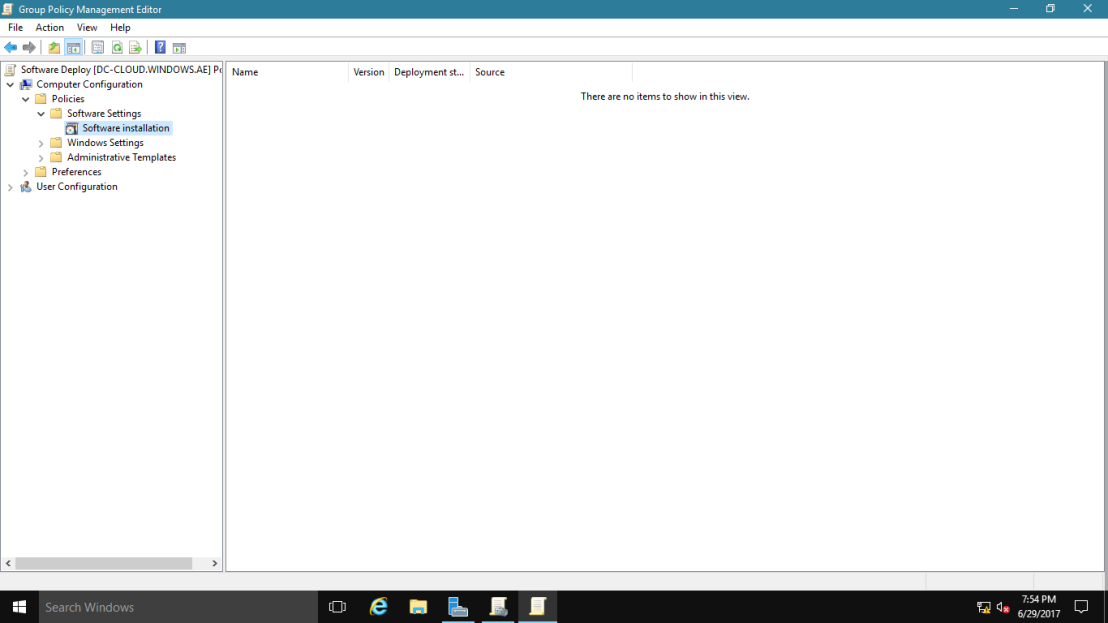 Group Policy Management Editor
File Action View Help
Software Deploy [DC-CLOUD.WINDOWS.AE] P
Name Version Deployment st... Source
Computer Configuration
There are no items to show in this view.
Policies
Software Settings
Software installation
Windows Settings
Administrative Templates
Preferences
User Configuration
Search Windows
7:54 PM
6/29/2017